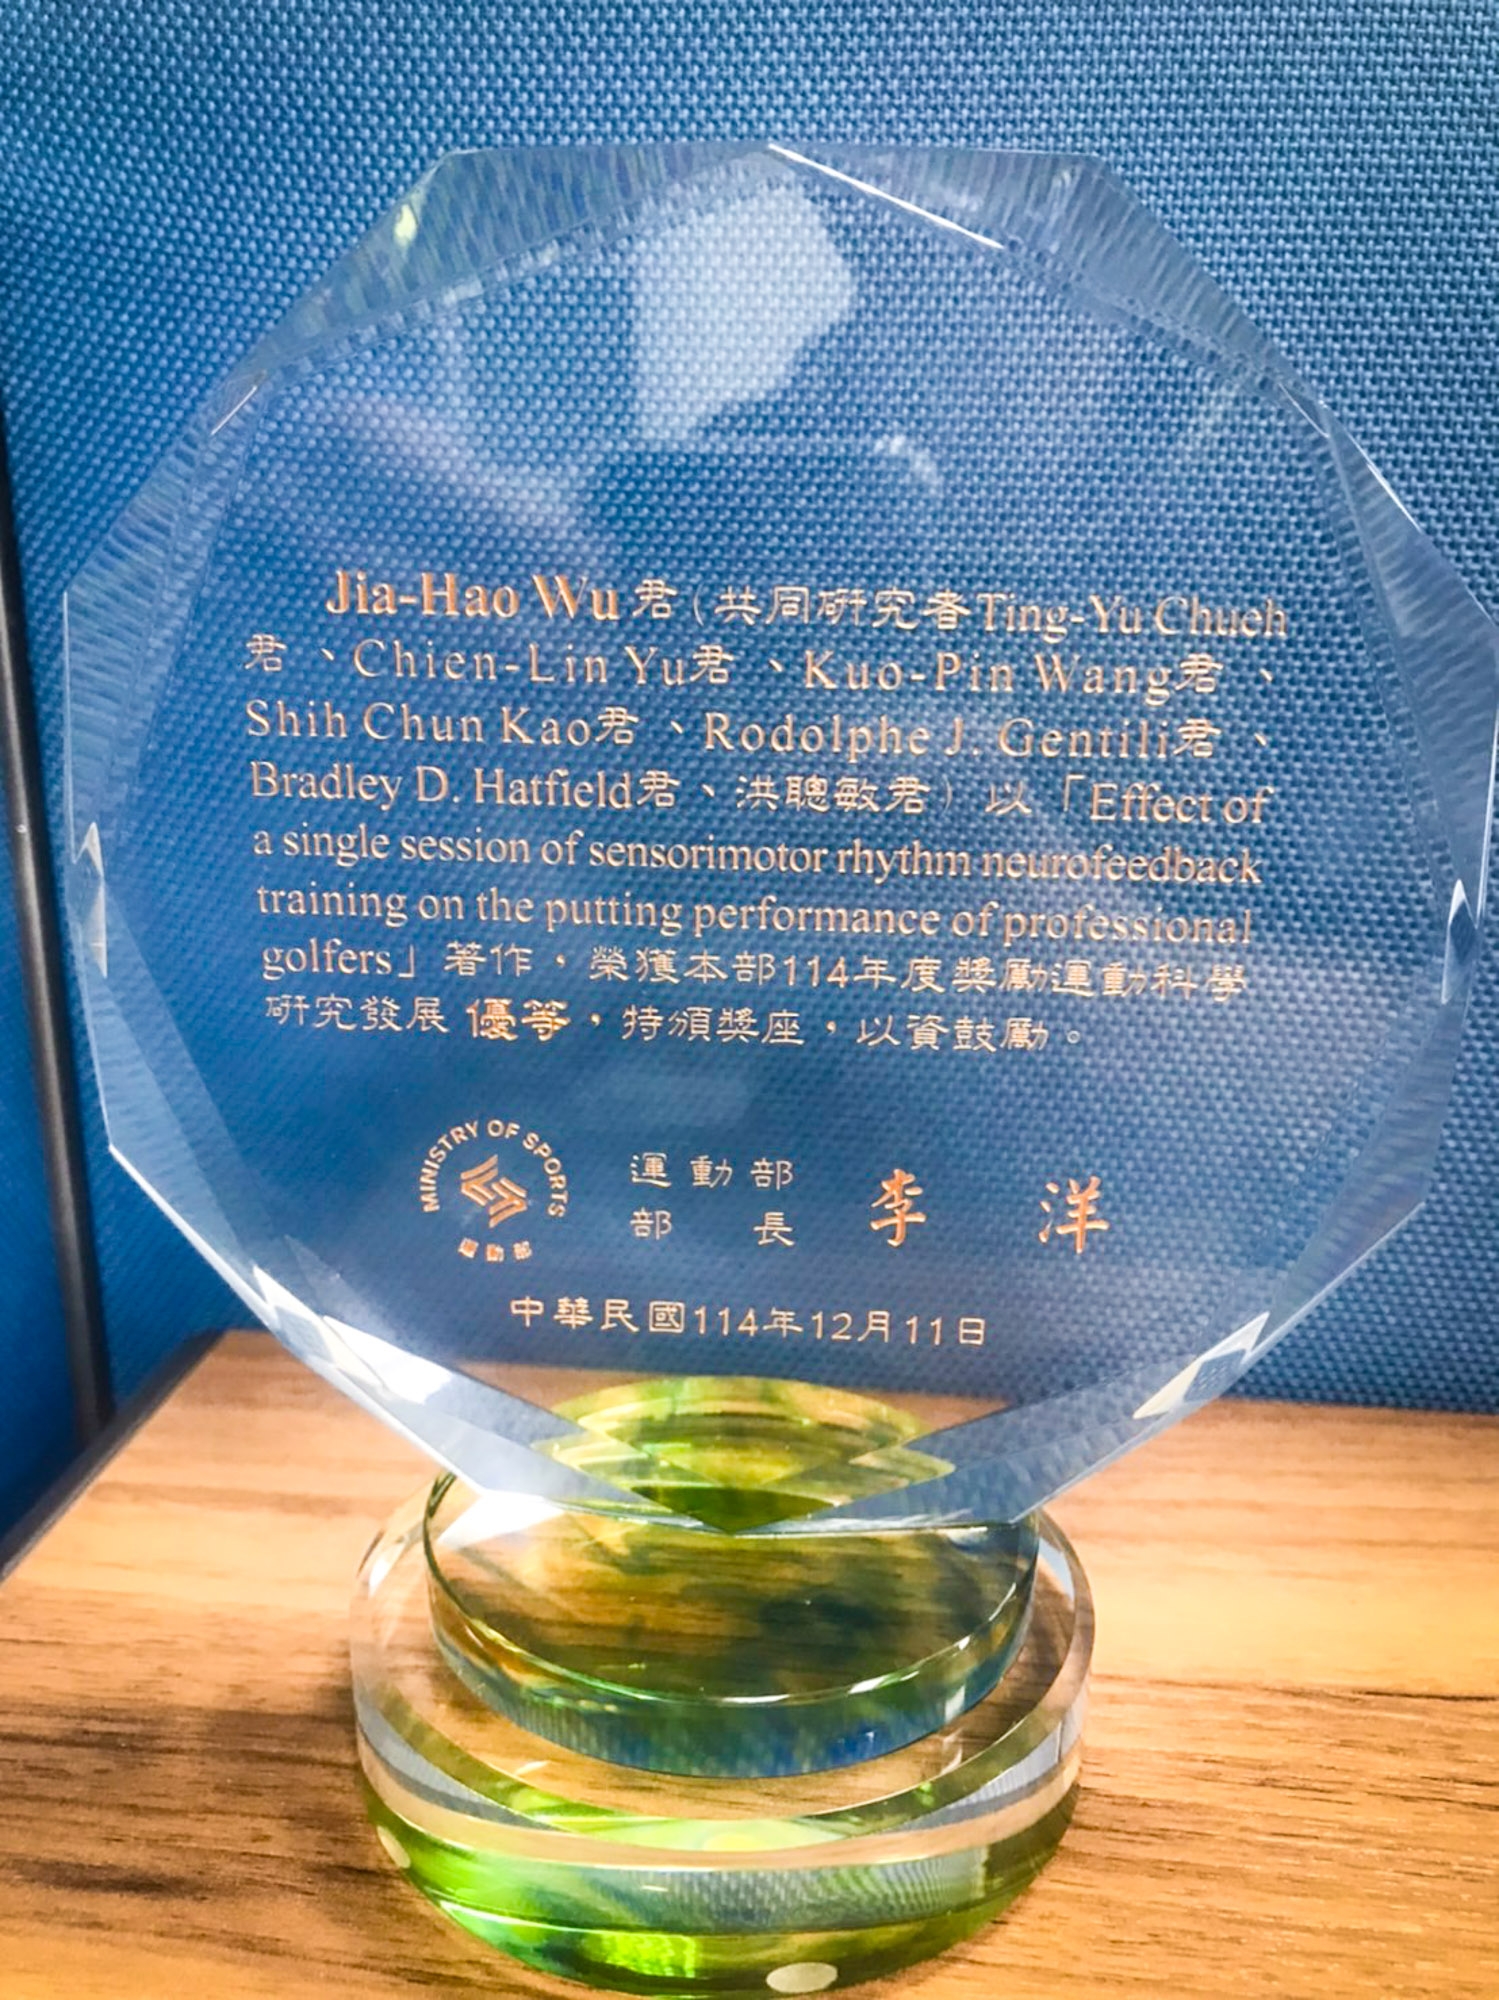 Jia-Hao Wu 君（共同研究者Ting-Yu Chueh
君、Chien-Lin Yu君、Kuo-Pin Wang君、
Shih Chun Kao君、Rodolphe J. Gentili君、
Bradley D. Hatfield君、洪聰敏君）以「Effect of
a single session of sensorimotor rhythm neurofeedback
training on the putting performance of professional
golfers」著作，榮獲本部114年度獎勵運動科學
研究發展 優等，特頒獎座，以資鼓勵。
MINISTRY OF SPORTS
運動部
運動部
部長 李洋
中華民國114年12月11日